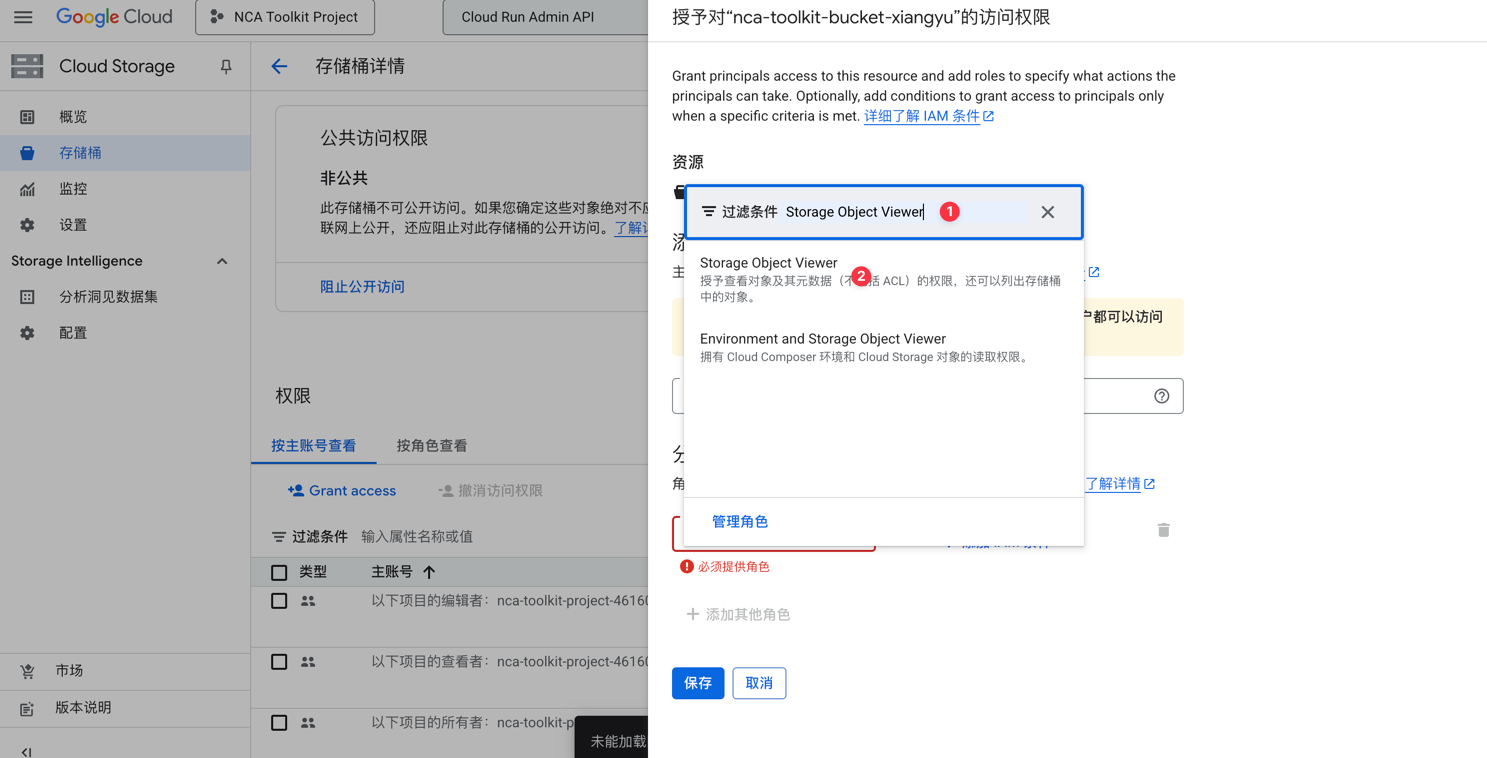 Google Cloud
NCA Toolkit Project
Cloud Run Admin API
授予对“nca-toolkit-bucket-xiangyu”的访问权限
Cloud Storage
存储桶详情
概览
存储桶
监控
设置
Storage Intelligence
分析洞见数据集
配置
市场
版本说明
公共访问权限
非公共
此存储桶不可公开访问。如果您确定这些对象绝对不
联网上公开，还应阻止对此存储桶的公开访问。了解
阻止公开访问
权限
按主账号查看
按角色查看
Grant access
撤消访问权限
过滤条件 输入属性名称或值
类型
主账号
以下项目的编辑者：nca-toolkit-project-4616
以下项目的查看者：nca-toolkit-project-4616
以下项目的所有者：nca-toolkit-p
未能加载
Grant principals access to this resource and add roles to specify what actions the
principals can take. Optionally, add conditions to grant access to principals only
when a specific criteria is met. 详细了解 IAM 条件
资源
过滤条件 Storage Object Viewer 1
主
Storage Object Viewer
2
授予查看对象及其元数据（不 括 ACL）的权限，还可以列出存储桶
中的对象。
都可以访问
Environment and Storage Object Viewer
拥有 Cloud Composer 环境和 Cloud Storage 对象的读取权限。
角
了解详情
管理角色
必须提供角色
添加其他角色
保存
取消